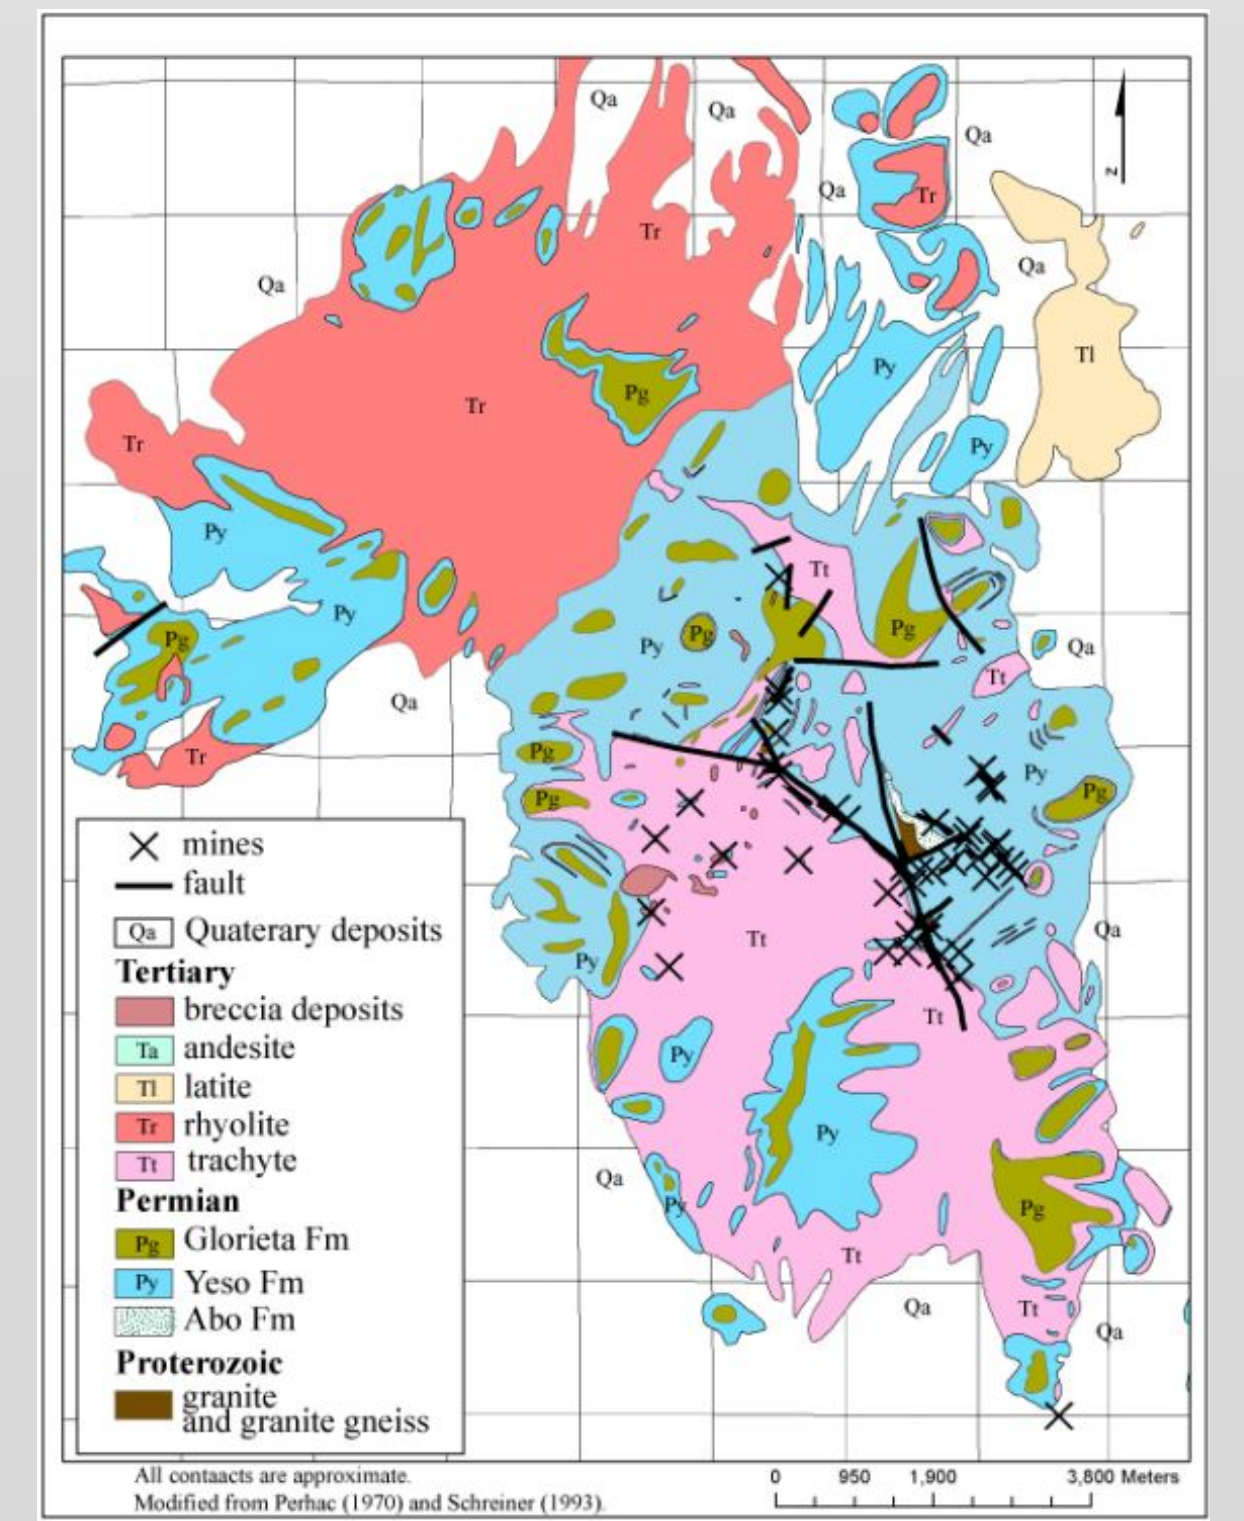 Qa
Qa
Qa
Qa
Tr
Tr
Qa
Qa
Tl
Py
Pg
Tr
Tr
Py
Py
Tt
Py
Pg
Py
Pg
Pg
Qa
Tt
Qa
Tr
Pg
Py
Pg
Pg
Qa
Tt
Py
Tt
Py
Py
Qa
Py
Pg
Tt
Qa
Tt
Qa
mines
fault
Qa Quaterary deposits
Tertiary
breccia deposits
Ta andesite
Tl latite
Tr rhyolite
Tt trachyte
Permian
Pg Glorieta Fm
Py Yeso Fm
Abo Fm
Proterozoic
granite
and granite gneiss
All contaacts are approximate.
Modified from Perhac (1970) and Schreiner (1993).
0 950 1,900 3,800 Meters
z